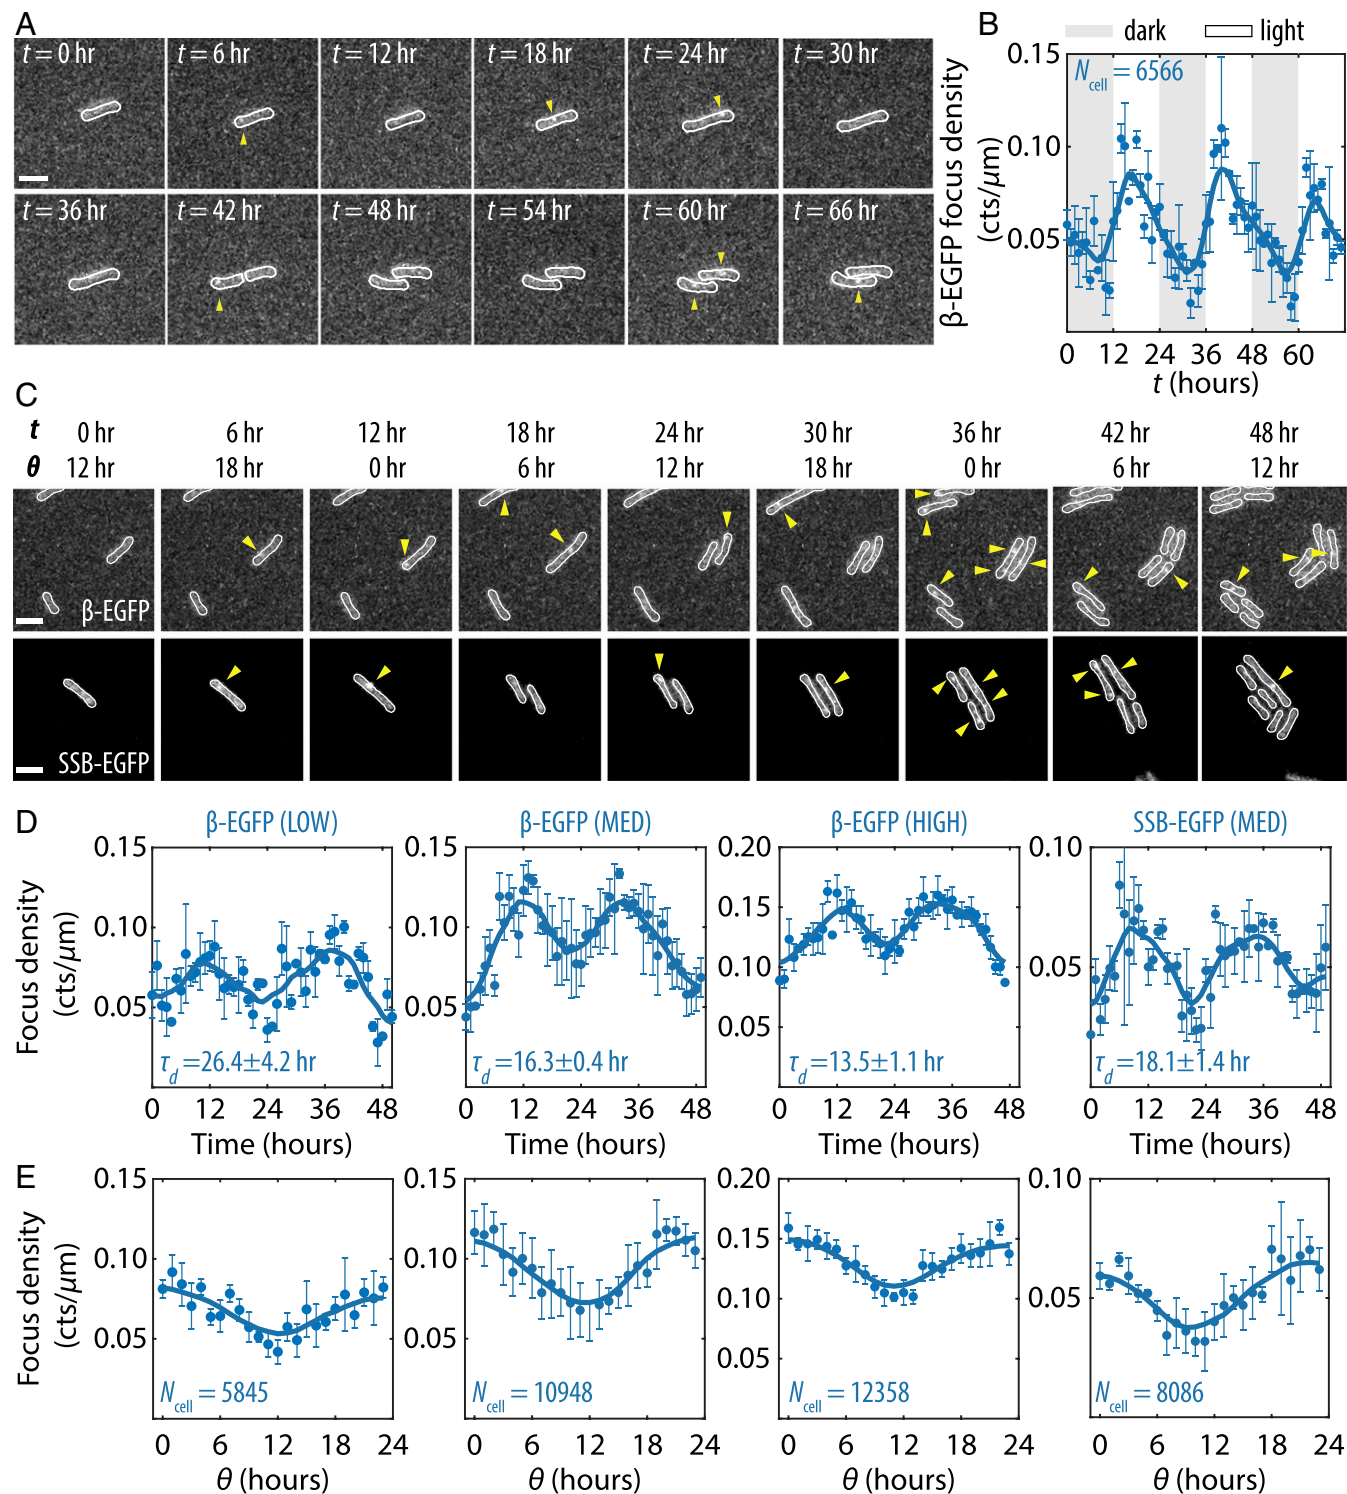 A
t = 0 hr
t = 6 hr
t = 12 hr
t = 18 hr
t = 24 hr
t = 30 hr
t = 36 hr
t = 42 hr
t = 48 hr
t = 54 hr
t = 60 hr
t = 66 hr
B
dark light
β-EGFP focus density
(cts/μm)
N cell = 6566
0.15
0.10
0.05
0 12 24 36 48 60
t (hours)
C
t 0 hr 6 hr 12 hr 18 hr 24 hr 30 hr 36 hr 42 hr 48 hr
θ 12 hr 18 hr 0 hr 6 hr 12 hr 18 hr 0 hr 6 hr 12 hr
β-EGFP
SSB-EGFP
D
Focus density
(cts/μm)
β-EGFP (LOW)
0.15
0.10
0.05
τd =26.4±4.2 hr
0 12 24 36 48
Time (hours)
β-EGFP (MED)
0.15
0.10
0.05
τd =16.3±0.4 hr
0 12 24 36 48
Time (hours)
β-EGFP (HIGH)
0.20
0.15
0.10
0.05
τd =13.5±1.1 hr
0 12 24 36 48
Time (hours)
SSB-EGFP (MED)
0.10
0.05
τd =18.1±1.4 hr
0 12 24 36 48
Time (hours)
E
Focus density
(cts/μm)
0.15
0.10
0.05
N cell = 5845
0 6 12 18 24
θ (hours)
0.15
0.10
0.05
N cell = 10948
0 6 12 18 24
θ (hours)
0.20
0.15
0.10
0.05
N cell = 12358
0 6 12 18 24
θ (hours)
0.10
0.05
N cell = 8086
0 6 12 18 24
θ (hours)